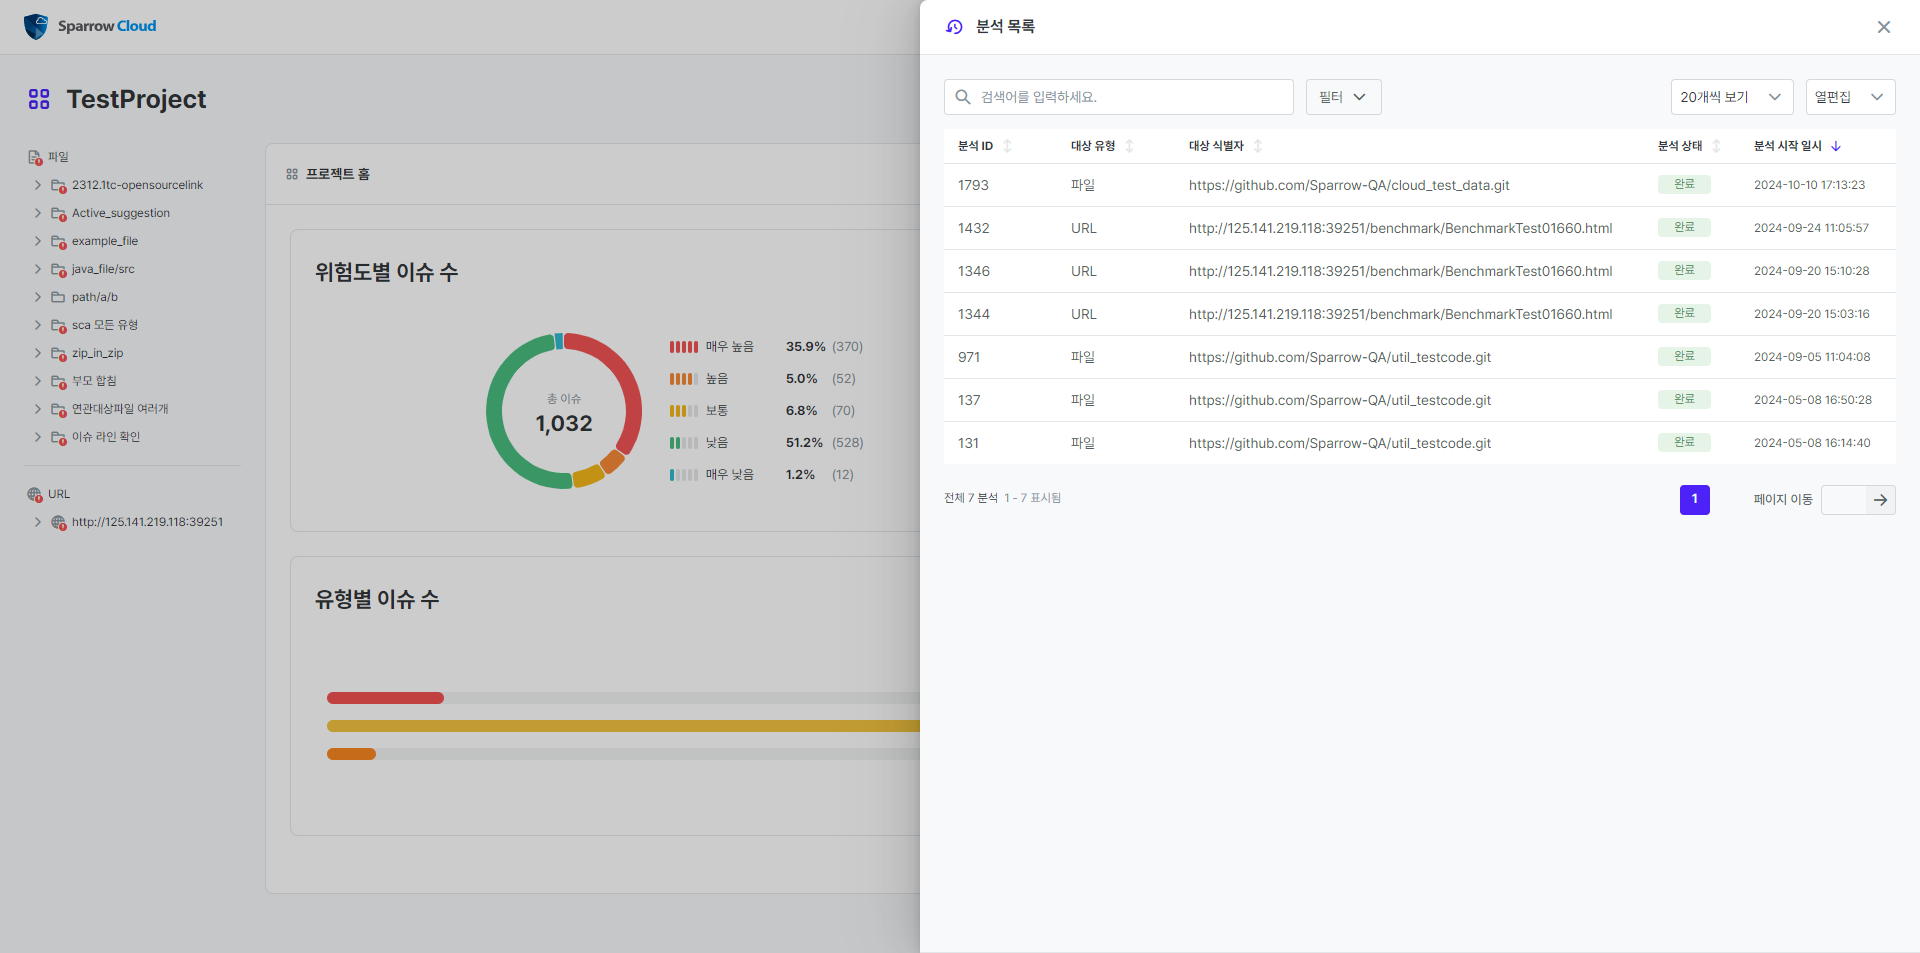 Sparrow Cloud
TestProject
파일
2312.1tc-opensourcelink
Active_suggestion
example_file
java_file/src
path/a/b
sca 모든 유형
zip_in_zip
부모 합침
연관대상파일 여러개
이슈 라인 확인
URL
http://125.141.219.118:39251
프로젝트 홈
위험도별 이슈 수
총 이슈
1,032
매우 높음 35.9% (370)
높음 5.0% (52)
보통 6.8% (70)
낮음 51.2% (528)
매우 낮음 1.2% (12)
유형별 이슈 수
분석 목록
검색어를 입력하세요. 필터 20개씩 보기 열편집
분석 ID 대상 유형 대상 식별자 분석 상태 분석 시작 일시
1793 파일 https://github.com/Sparrow-QA/cloud_test_data.git 완료 2024-10-10 17:13:23
1432 URL http://125.141.219.118:39251/benchmark/BenchmarkTest01660.html 완료 2024-09-24 11:05:57
1346 URL http://125.141.219.118:39251/benchmark/BenchmarkTest01660.html 완료 2024-09-20 15:10:28
1344 URL http://125.141.219.118:39251/benchmark/BenchmarkTest01660.html 완료 2024-09-20 15:03:16
971 파일 https://github.com/Sparrow-QA/util_testcode.git 완료 2024-09-05 11:04:08
137 파일 https://github.com/Sparrow-QA/util_testcode.git 완료 2024-05-08 16:50:28
131 파일 https://github.com/Sparrow-QA/util_testcode.git 완료 2024-05-08 16:14:40
전체 7 분석 1 - 7 표시됨 1 페이지 이동